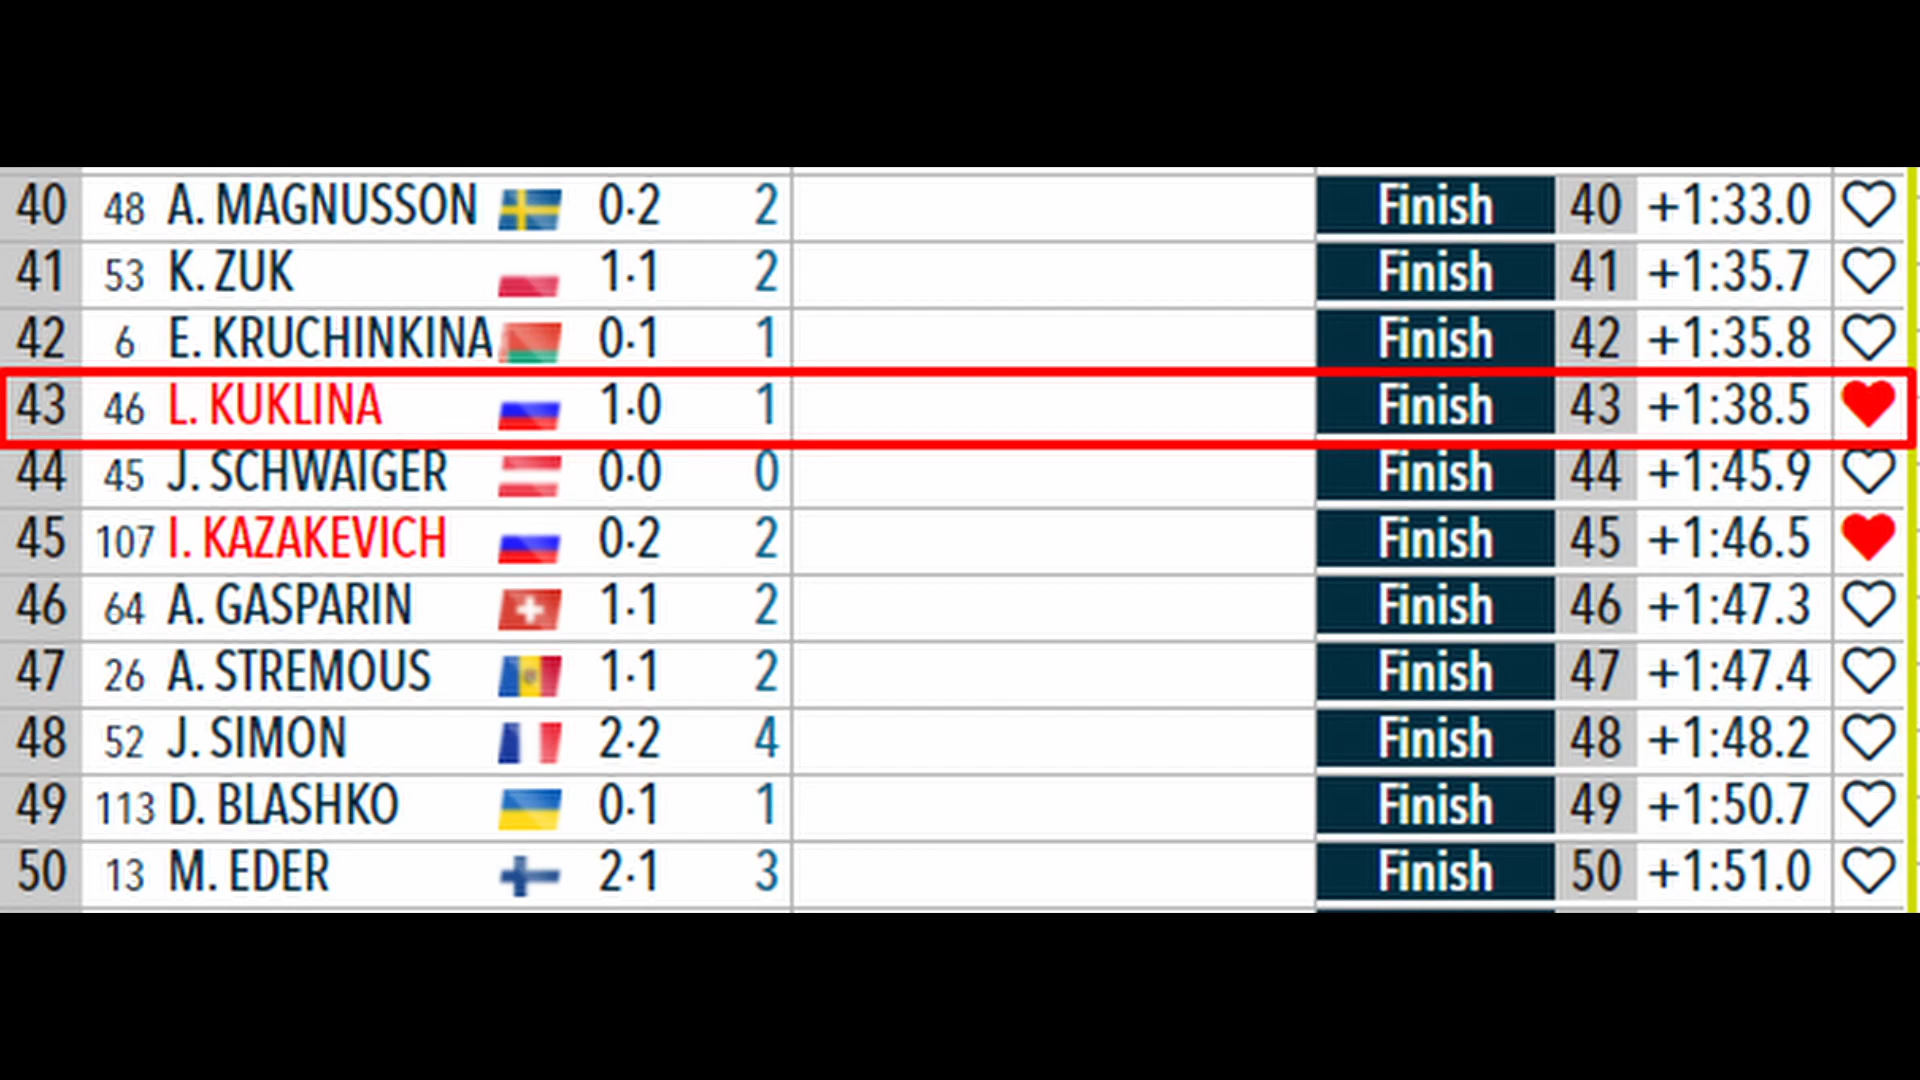 40 48 A. MAGNUSSON 0·2 2 Finish 40 +1:33.0
41 53 K. ZUK 1·1 2 Finish 41 +1:35.7
42 6 E. KRUCHINKINA 0·1 1 Finish 42 +1:35.8
43 46 L. KUKLINA 1·0 1 Finish 43 +1:38.5
44 45 J. SCHWAIGER 0·0 0 Finish 44 +1:45.9
45 107 I. KAZAKEVICH 0·2 2 Finish 45 +1:46.5
46 64 A. GASPARIN 1·1 2 Finish 46 +1:47.3
47 26 A. STREMOUS 1·1 2 Finish 47 +1:47.4
48 52 J. SIMON 2·2 4 Finish 48 +1:48.2
49 113 D. BLASHKO 0·1 1 Finish 49 +1:50.7
50 13 M. EDER 2·1 3 Finish 50 +1:51.0